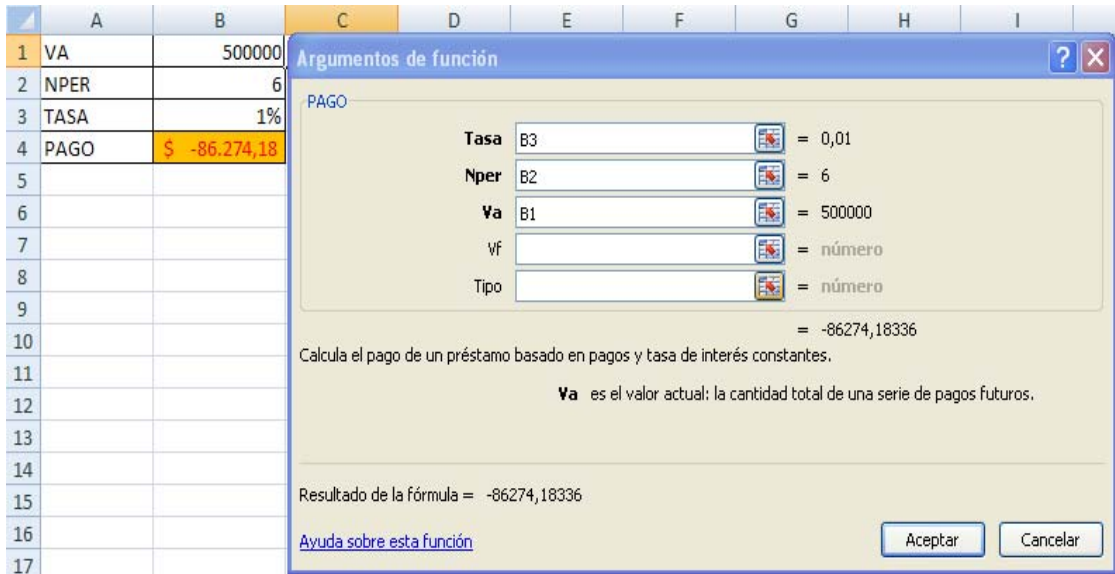 A B C D E F G H I
1 VA 500000
2 NPER 6
3 TASA 1%
4 PAGO $ -86.274,18
5
6
7
8
9
10
11
12
13
14
15
16
17
Argumentos de función ?
PAGO
Tasa B3 = 0,01
Nper B2 = 6
Va B1 = 500000
Vf = número
Tipo = número
= -86274,18336
Calcula el pago de un préstamo basado en pagos y tasa de interés constantes.
Va es el valor actual: la cantidad total de una serie de pagos futuros.
Resultado de la fórmula = -86274,18336
Ayuda sobre esta función Aceptar Cancelar